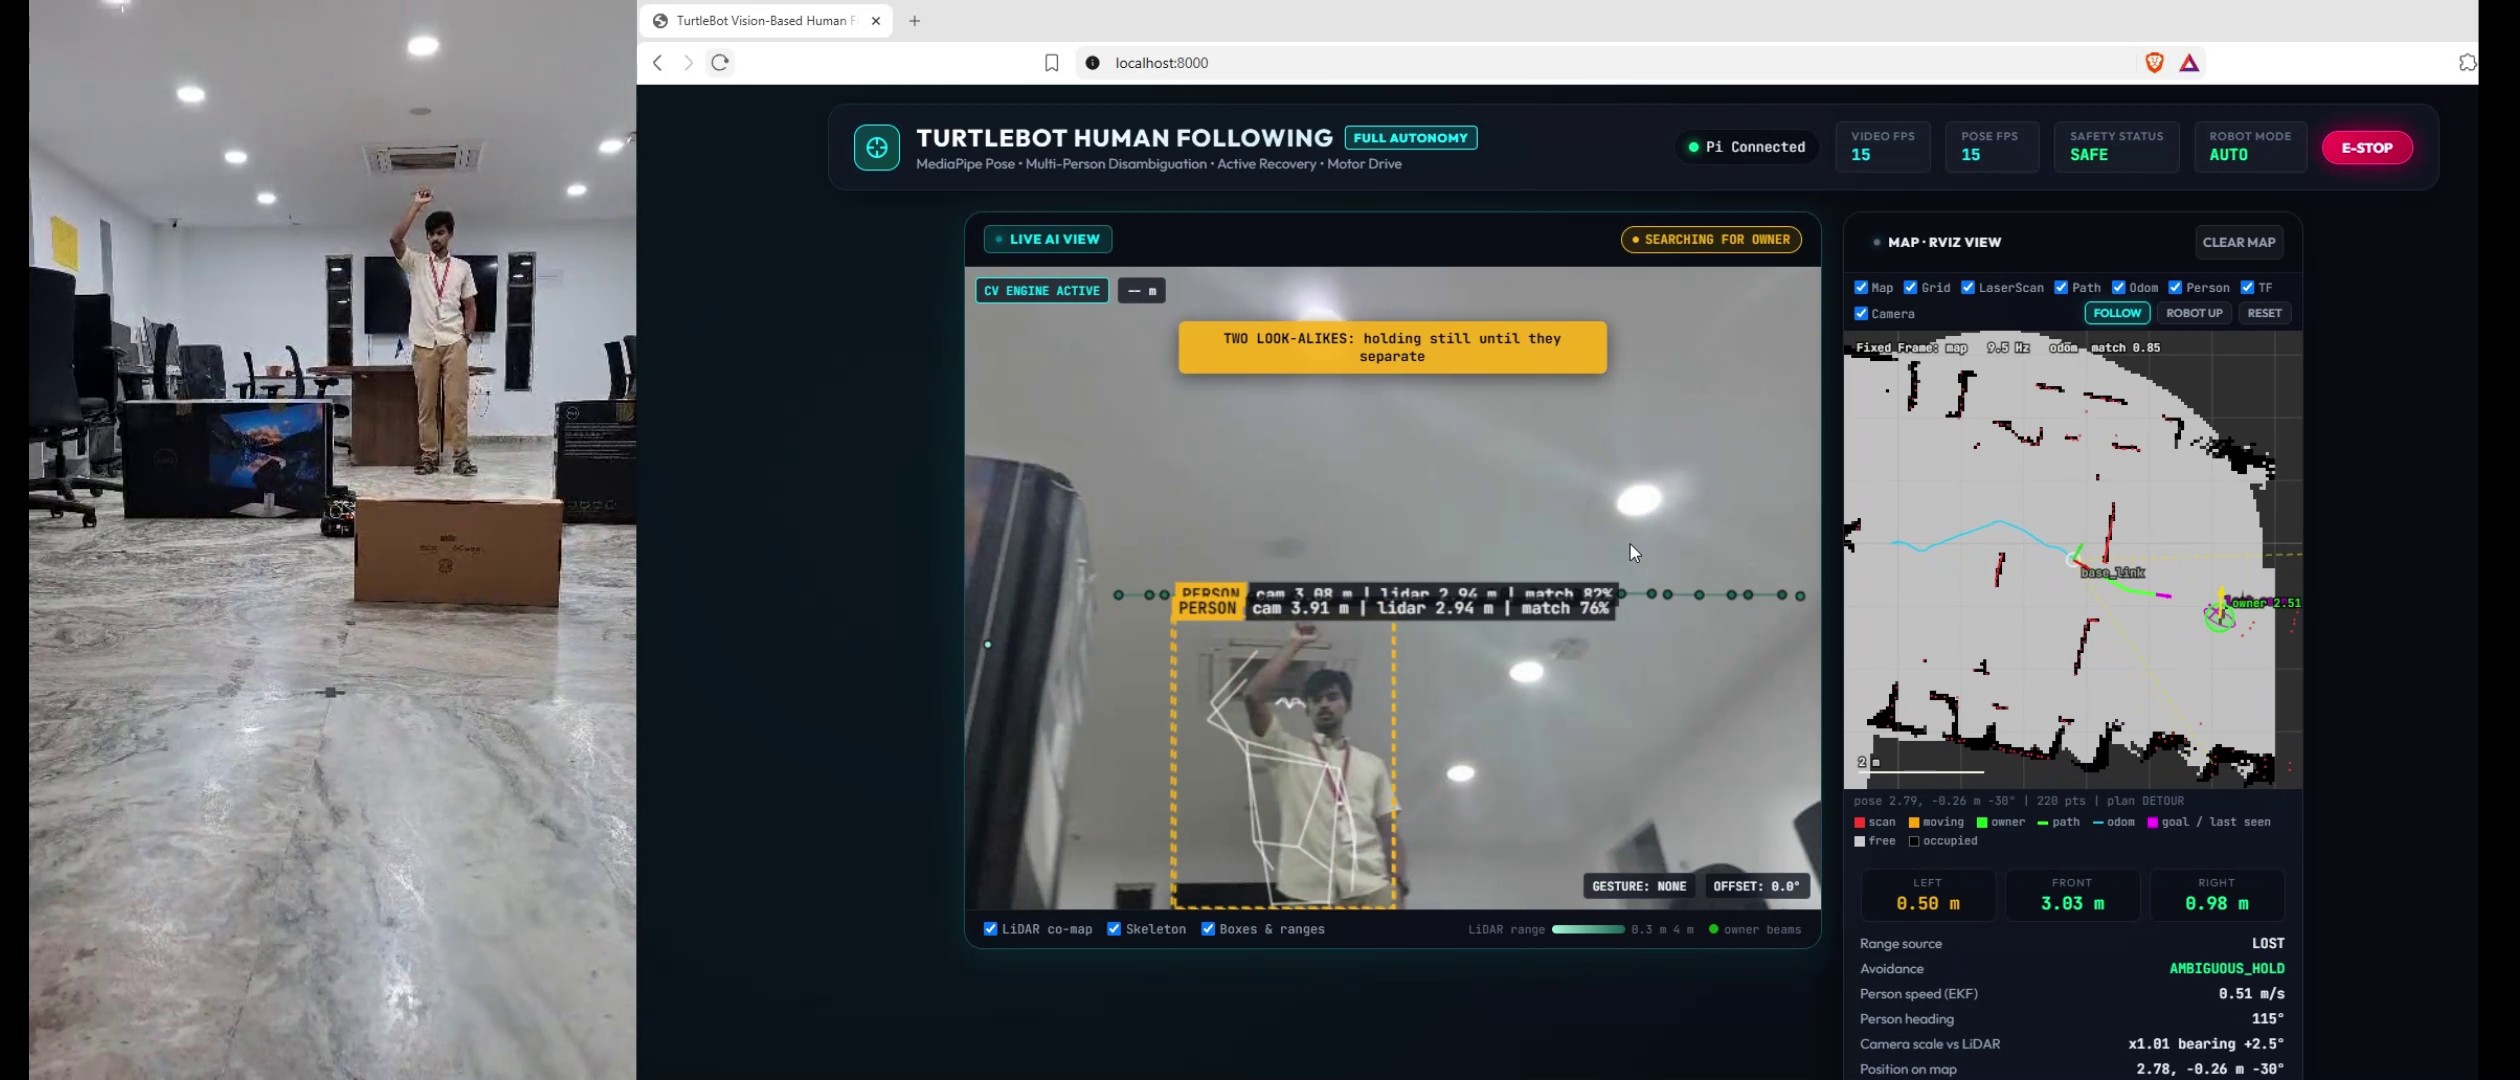 TurtleBot Vision-Based Human F
localhost:8000
TURTLEBOT HUMAN FOLLOWING
FULL AUTONOMY
MediaPipe Pose • Multi-Person Disambiguation • Active Recovery • Motor Drive
Pi Connected
VIDEO FPS
15
POSE FPS
15
SAFETY STATUS
SAFE
ROBOT MODE
AUTO
E-STOP
LIVE AI VIEW
SEARCHING FOR OWNER
CV ENGINE ACTIVE
-- m
TWO LOOK-ALIKES: holding still until they
separate
PERSON cam 3.08 m | lidar 2.94 m | match 82%
PERSON cam 3.91 m | lidar 2.94 m | match 76%
GESTURE: NONE
OFFSET: 0.0°
LiDAR co-map
Skeleton
Boxes & ranges
LiDAR range
0.3 m 4 m
owner beams
MAP · RVIZ VIEW
CLEAR MAP
Map
Grid
LaserScan
Path
Odom
Person
TF
Camera
FOLLOW
ROBOT UP
RESET
Fixed Frame: map 9.5 Hz odom match 0.85
base_link
owner 2.51
2 m
pose 2.79, -0.26 m -30° | 220 pts | plan DETOUR
scan
moving
owner
path
odom
goal / last seen
free
occupied
LEFT
0.50 m
FRONT
3.03 m
RIGHT
0.98 m
Range source
LOST
Avoidance
AMBIGUOUS_HOLD
Person speed (EKF)
0.51 m/s
Person heading
115°
Camera scale vs LiDAR
x1.01 bearing +2.5°
Position on map
2.78, -0.26 m -30°